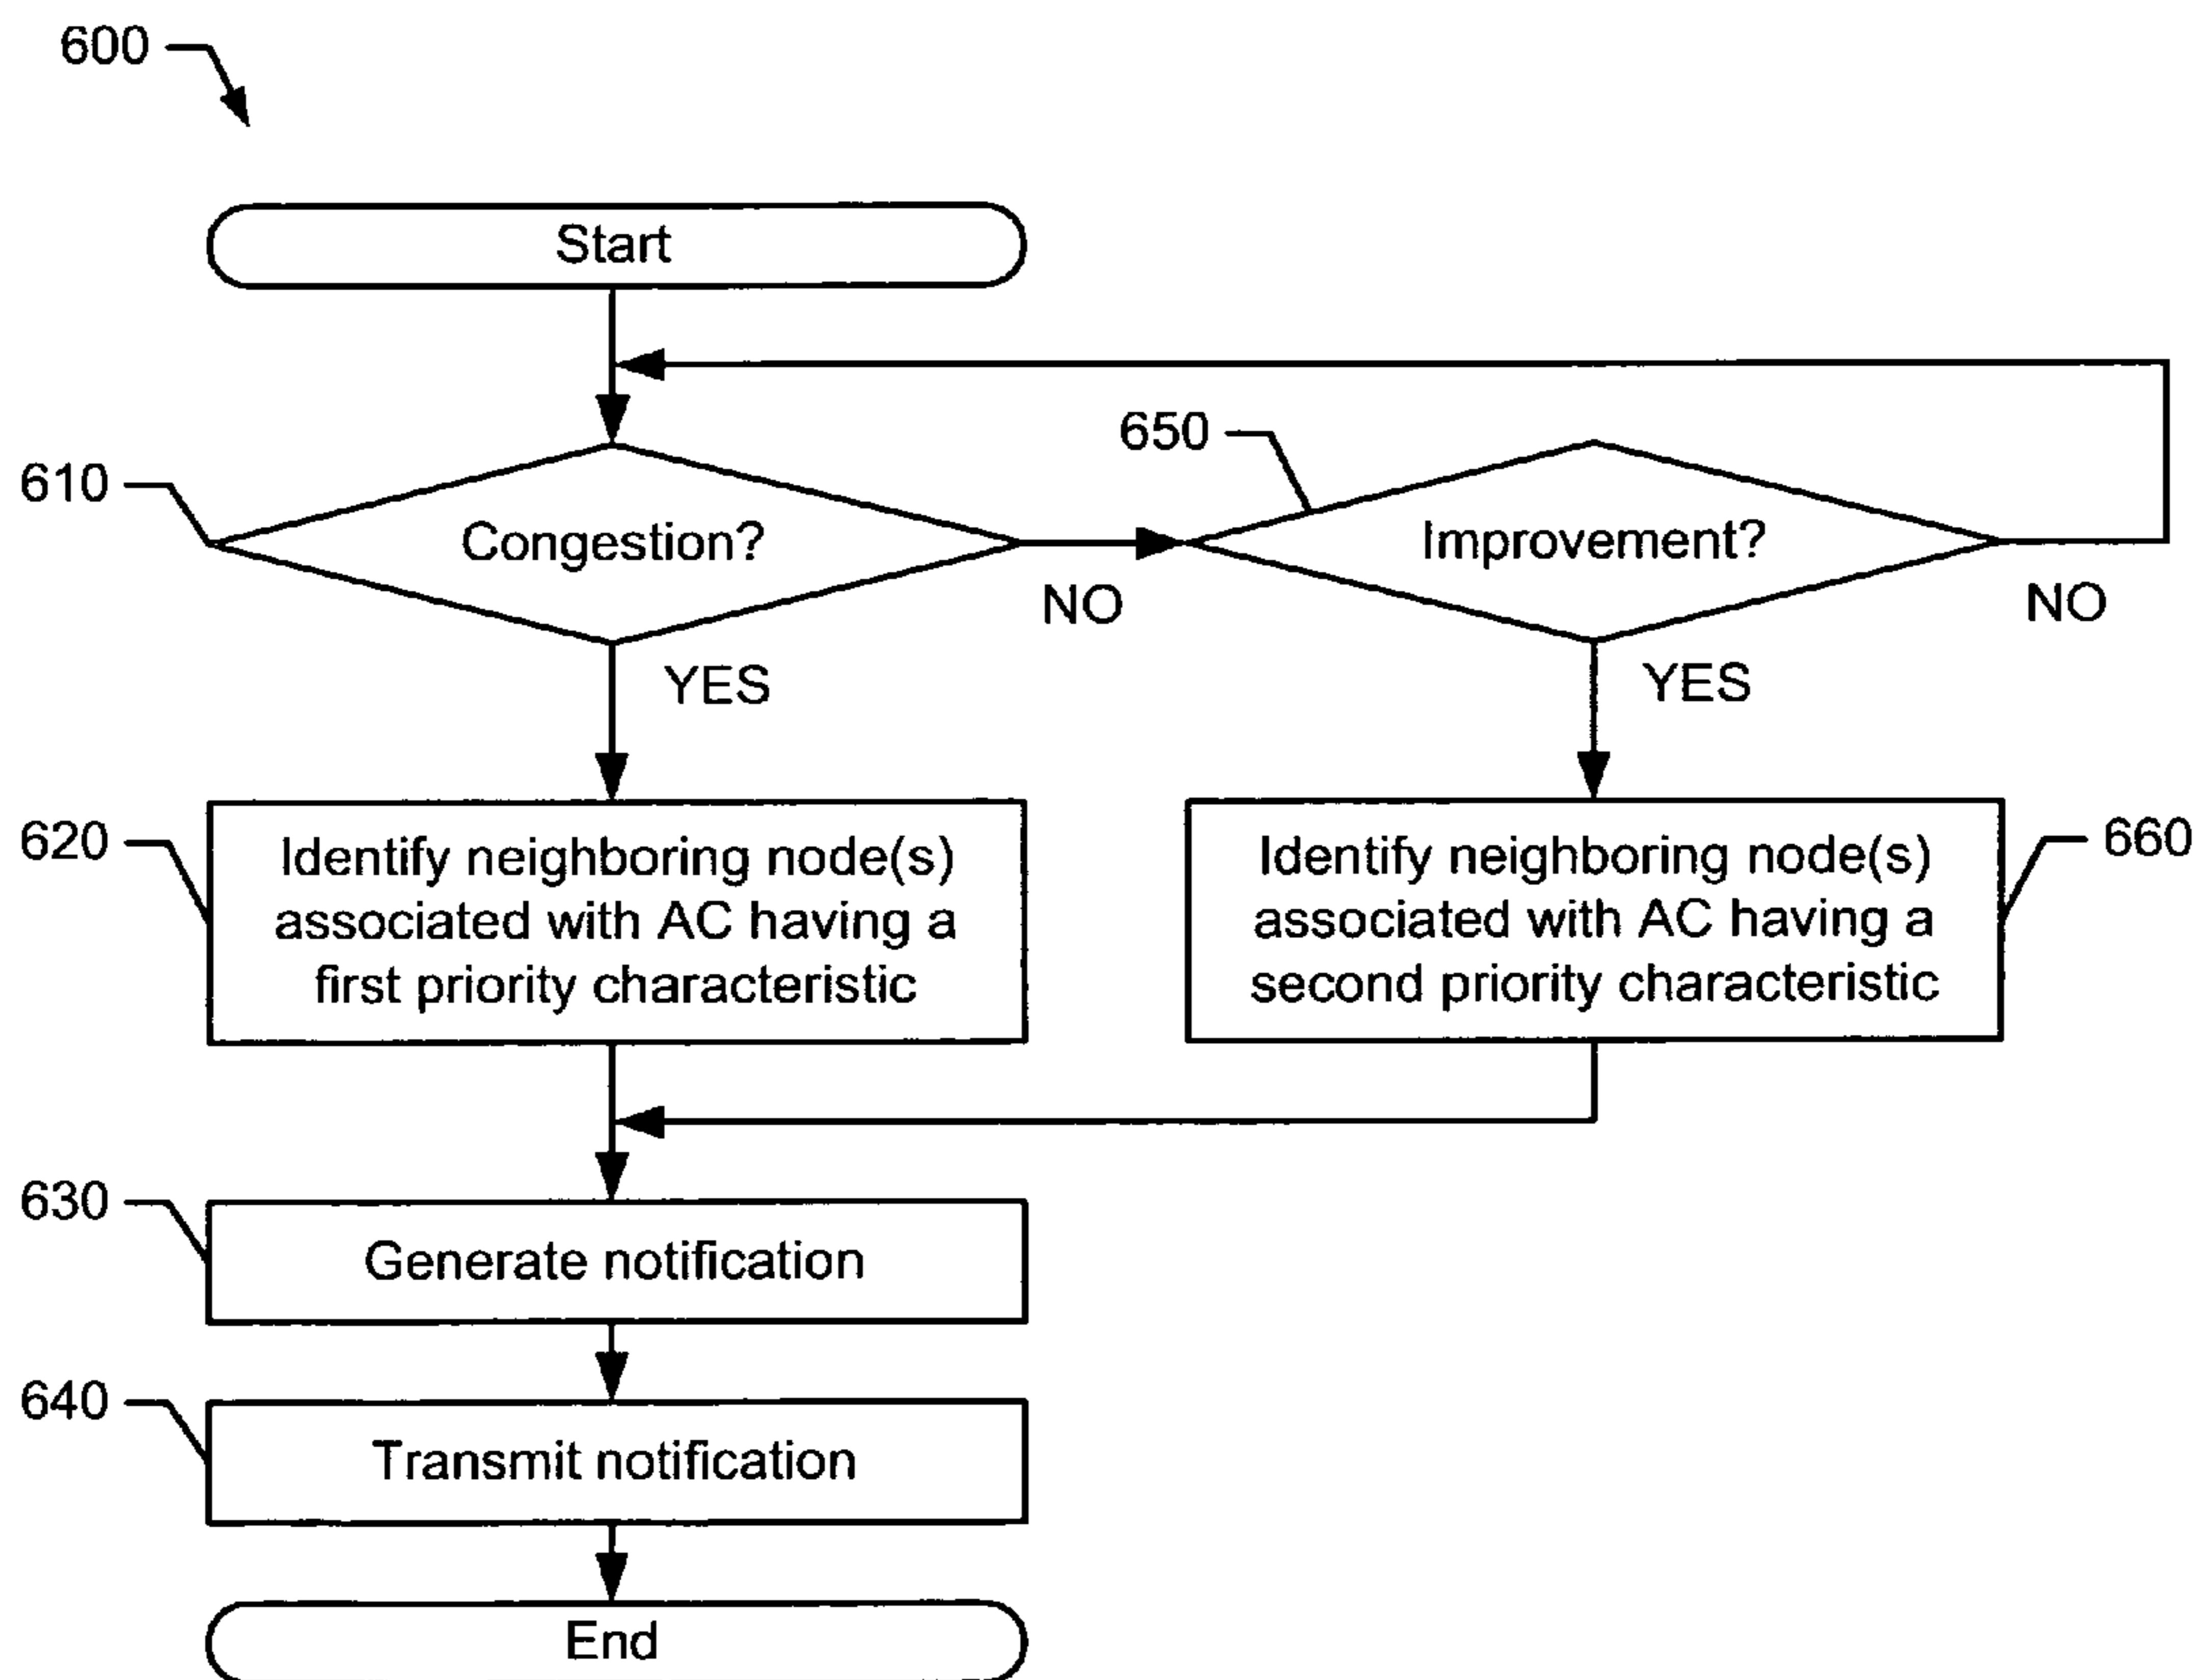 600
Start
650
610
Congestion?
Improvement?
NO
NO
YES
YES
620
Identify neighboring node(s)
associated with AC having a
first priority characteristic
Identify neighboring node(s)
associated with AC having a
second priority characteristic
660
630
Generate notification
640
Transmit notification
End